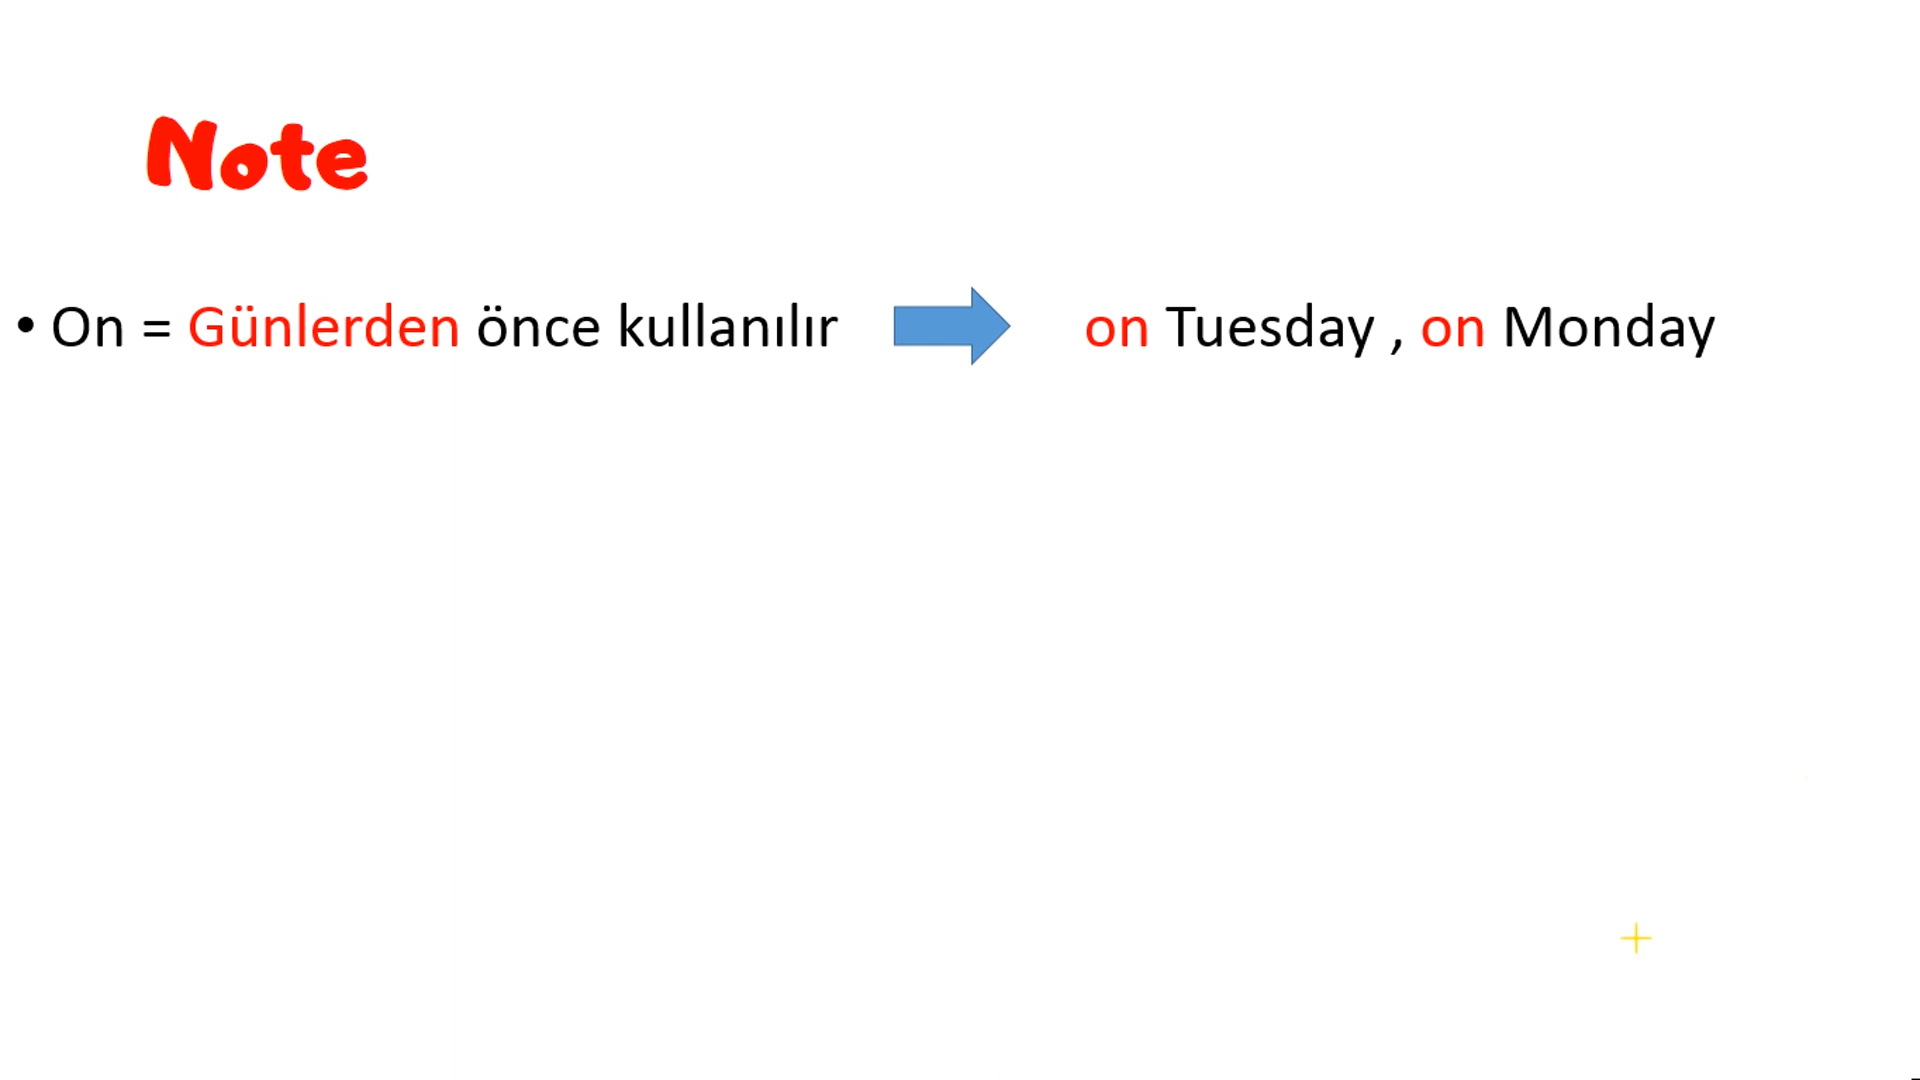 Note
• On = Günlerden önce kullanılır on Tuesday , on Monday